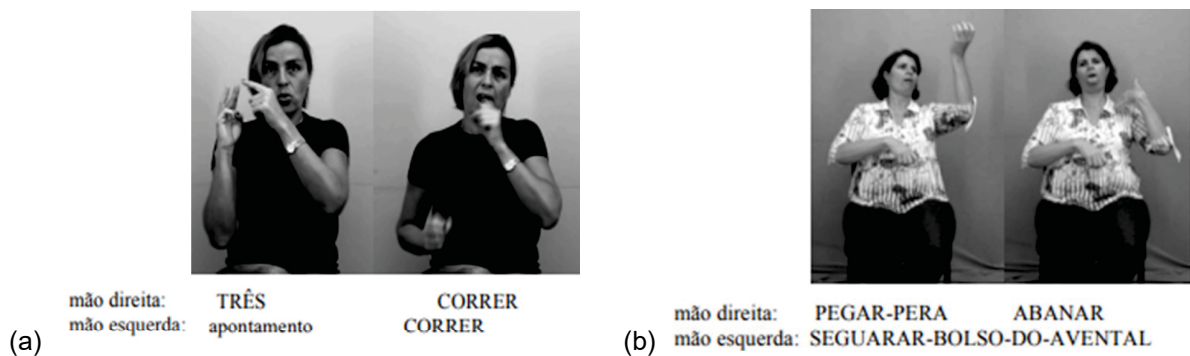 mão direita: TRÊS CORRER
mão esquerda: apontamento CORRER
(a)
mão direita: PEGAR-PERA ABANAR
mão esquerda: SEGUARAR-BOLSO-DO-AVENTAL
(b)